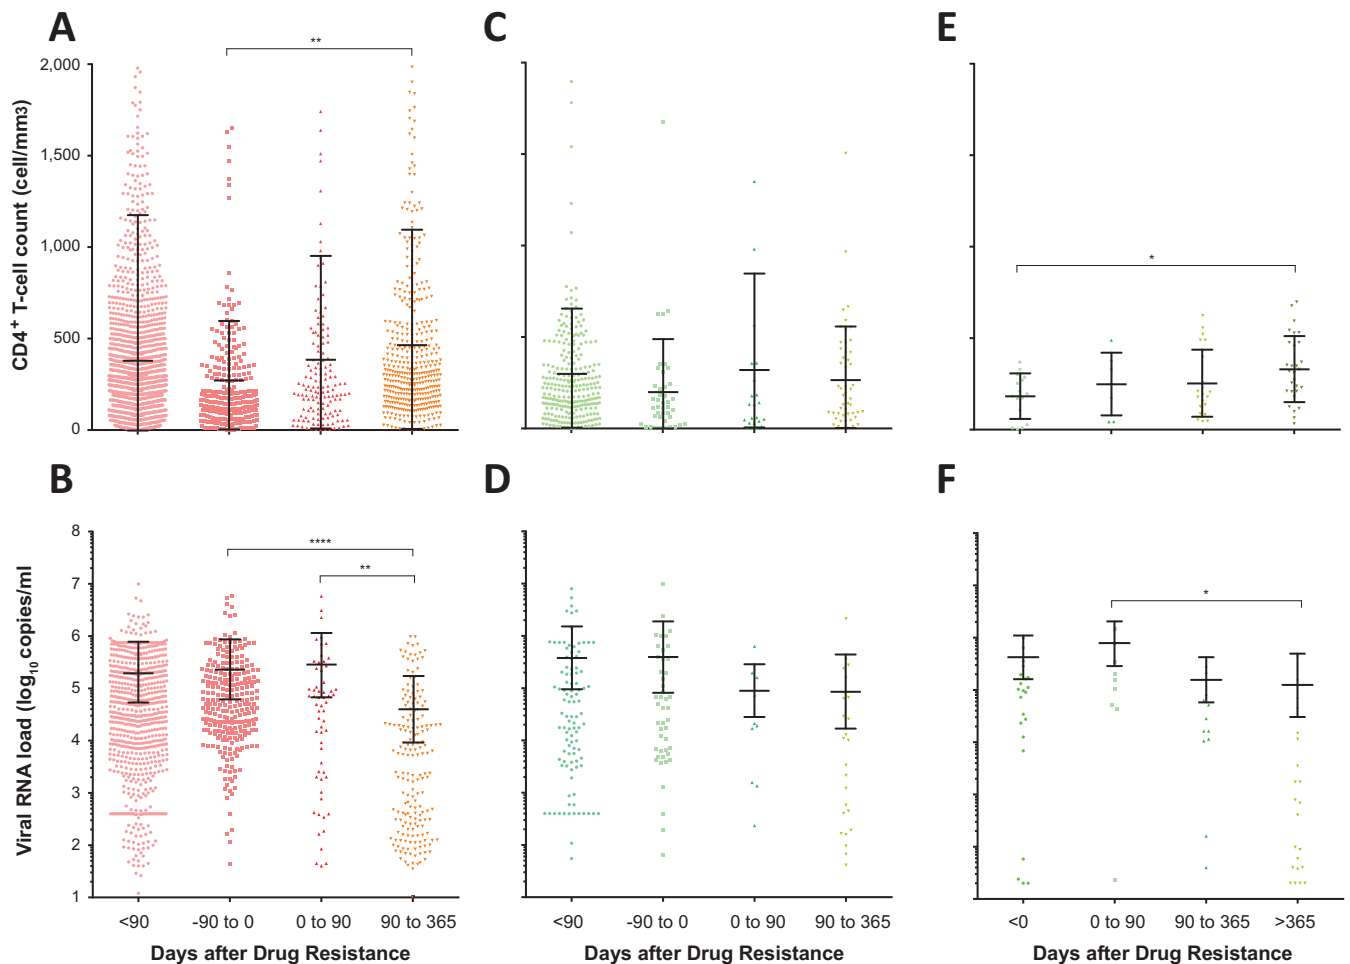 A
C
E
**
2,000
1,500
1,000
500
0
CD4+ T-cell count (cell/mm3)
*
B
D
F
8
7
6
5
4
3
2
1
Viral RNA load (log10 copies/ml
****
**
*
<90
-90 to 0
0 to 90
90 to 365
<90
-90 to 0
0 to 90
90 to 365
<0
0 to 90
90 to 365
>365
Days after Drug Resistance
Days after Drug Resistance
Days after Drug Resistance